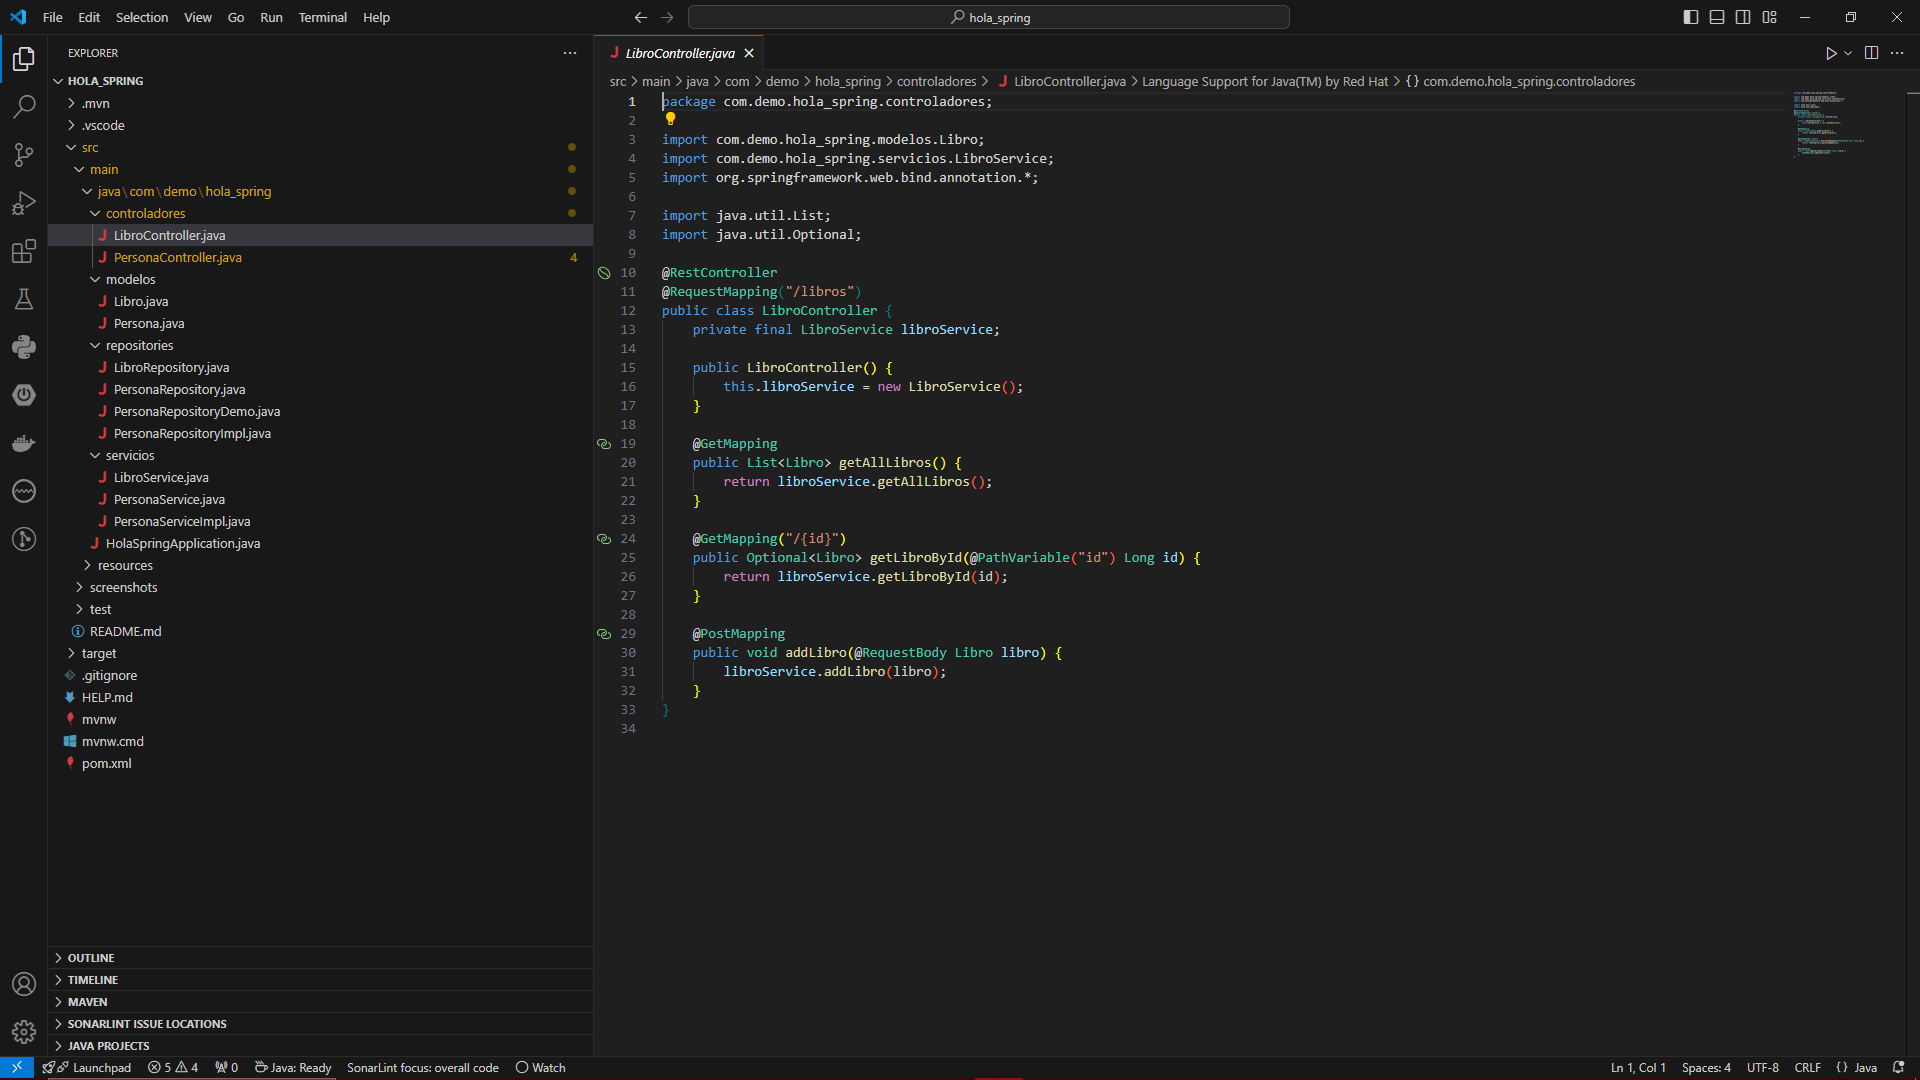 File Edit Selection View Go Run Terminal Help
hola_spring
EXPLORER
HOLA_SPRING
.mvn
.vscode
src
main
java\com\demo\hola_spring
controladores
LibroController.java
PersonaController.java 4
modelos
Libro.java
Persona.java
repositories
LibroRepository.java
PersonaRepository.java
PersonaRepositoryDemo.java
PersonaRepositoryImpl.java
servicios
LibroService.java
PersonaService.java
PersonaServiceImpl.java
HolaSpringApplication.java
resources
screenshots
test
README.md
target
.gitignore
HELP.md
mvnw
mvnw.cmd
pom.xml
OUTLINE
TIMELINE
MAVEN
SONARLINT ISSUE LOCATIONS
JAVA PROJECTS
LibroController.java
src > main > java > com > demo > hola_spring > controladores > LibroController.java > Language Support for Java(TM) by Red Hat > {} com.demo.hola_spring.controladores
1 package com.demo.hola_spring.controladores;
2
3 import com.demo.hola_spring.modelos.Libro;
4 import com.demo.hola_spring.servicios.LibroService;
5 import org.springframework.web.bind.annotation.*;
6
7 import java.util.List;
8 import java.util.Optional;
9
10 @RestController
11 @RequestMapping("/libros")
12 public class LibroController {
13 private final LibroService libroService;
14
15 public LibroController() {
16 this.libroService = new LibroService();
17 }
18
19 @GetMapping
20 public List<Libro> getAllLibros() {
21 return libroService.getAllLibros();
22 }
23
24 @GetMapping("/{id}")
25 public Optional<Libro> getLibroById(@PathVariable("id") Long id) {
26 return libroService.getLibroById(id);
27 }
28
29 @PostMapping
30 public void addLibro(@RequestBody Libro libro) {
31 libroService.addLibro(libro);
32 }
33 }
34
Launchpad 5 4 0 Java: Ready SonarLint focus: overall code Watch
Ln 1, Col 1 Spaces: 4 UTF-8 CRLF {} Java